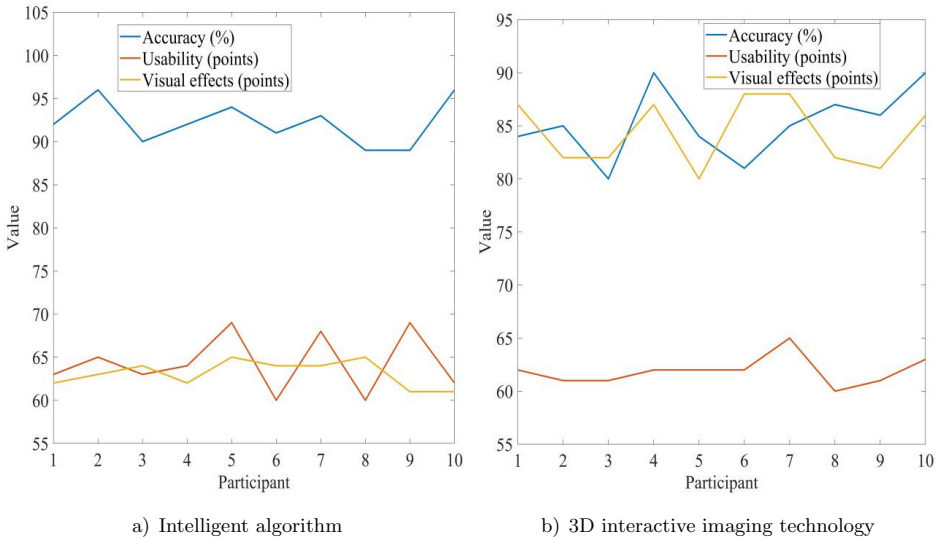 105
100
95
90
85
80
75
70
65
60
55
Value
Accuracy (%)
Usability (points)
Visual effects (points)
1 2 3 4 5 6 7 8 9 10
Participant
a) Intelligent algorithm
95
90
85
80
75
70
65
60
55
Value
Accuracy (%)
Usability (points)
Visual effects (points)
1 2 3 4 5 6 7 8 9 10
Participant
b) 3D interactive imaging technology